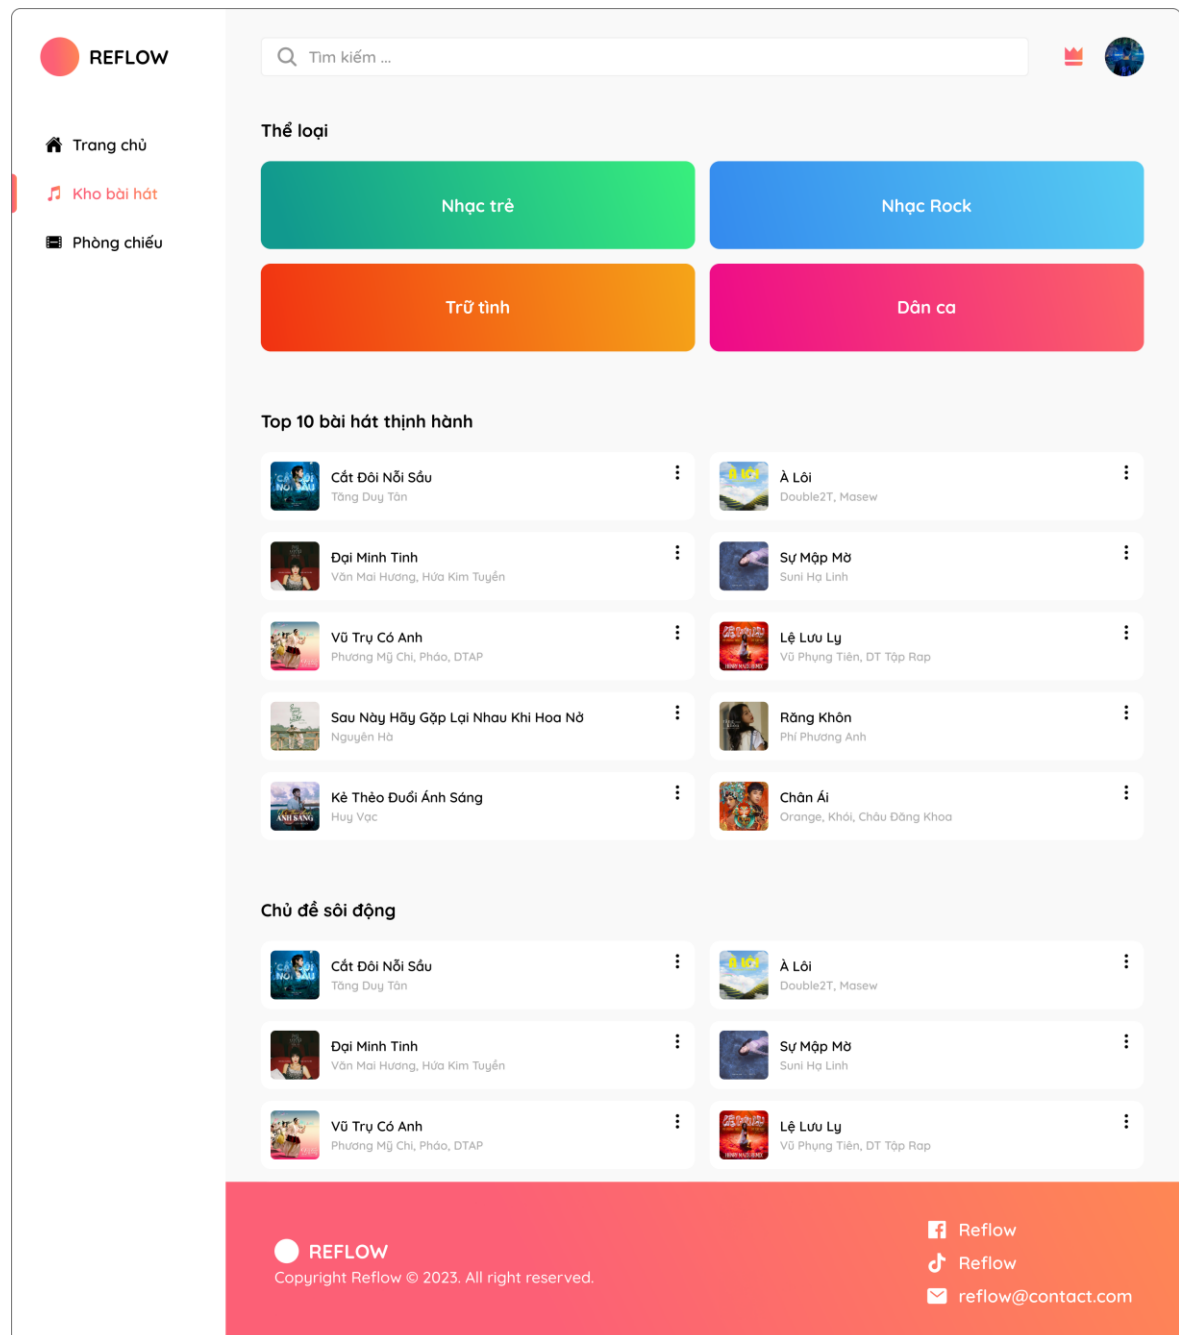 REFLOW
Tìm kiếm ...
Trang chủ
Kho bài hát
Phòng chiếu
Thể loại
Nhạc trẻ
Nhạc Rock
Trữ tình
Dân ca
Top 10 bài hát thịnh hành
Cắt Đôi Nỗi Sầu
Tăng Duy Tân
À Lôi
Double2T, Masew
Đại Minh Tinh
Văn Mai Hương, Hứa Kim Tuyền
Sự Mập Mờ
Suni Hạ Linh
Vũ Trụ Có Anh
Phương Mỹ Chi, Pháo, DTAP
Lệ Lưu Ly
Vũ Phụng Tiên, DT Tập Rap
Sau Này Hãy Gặp Lại Nhau Khi Hoa Nở
Nguyên Hà
Răng Khôn
Phí Phương Anh
Kẻ Thẻo Đuổi Ánh Sáng
Huy Vạc
ÁNH SÁNG
Chân Ái
Orange, Khói, Châu Đăng Khoa
Chủ đề sôi động
Cắt Đôi Nỗi Sầu
Tăng Duy Tân
À Lôi
Double2T, Masew
Đại Minh Tinh
Văn Mai Hương, Hứa Kim Tuyền
Sự Mập Mờ
Suni Hạ Linh
Vũ Trụ Có Anh
Phương Mỹ Chi, Pháo, DTAP
Lệ Lưu Ly
Vũ Phụng Tiên, DT Tập Rap
REFLOW
Copyright Reflow © 2023. All right reserved.
Reflow
Reflow
reflow@contact.com